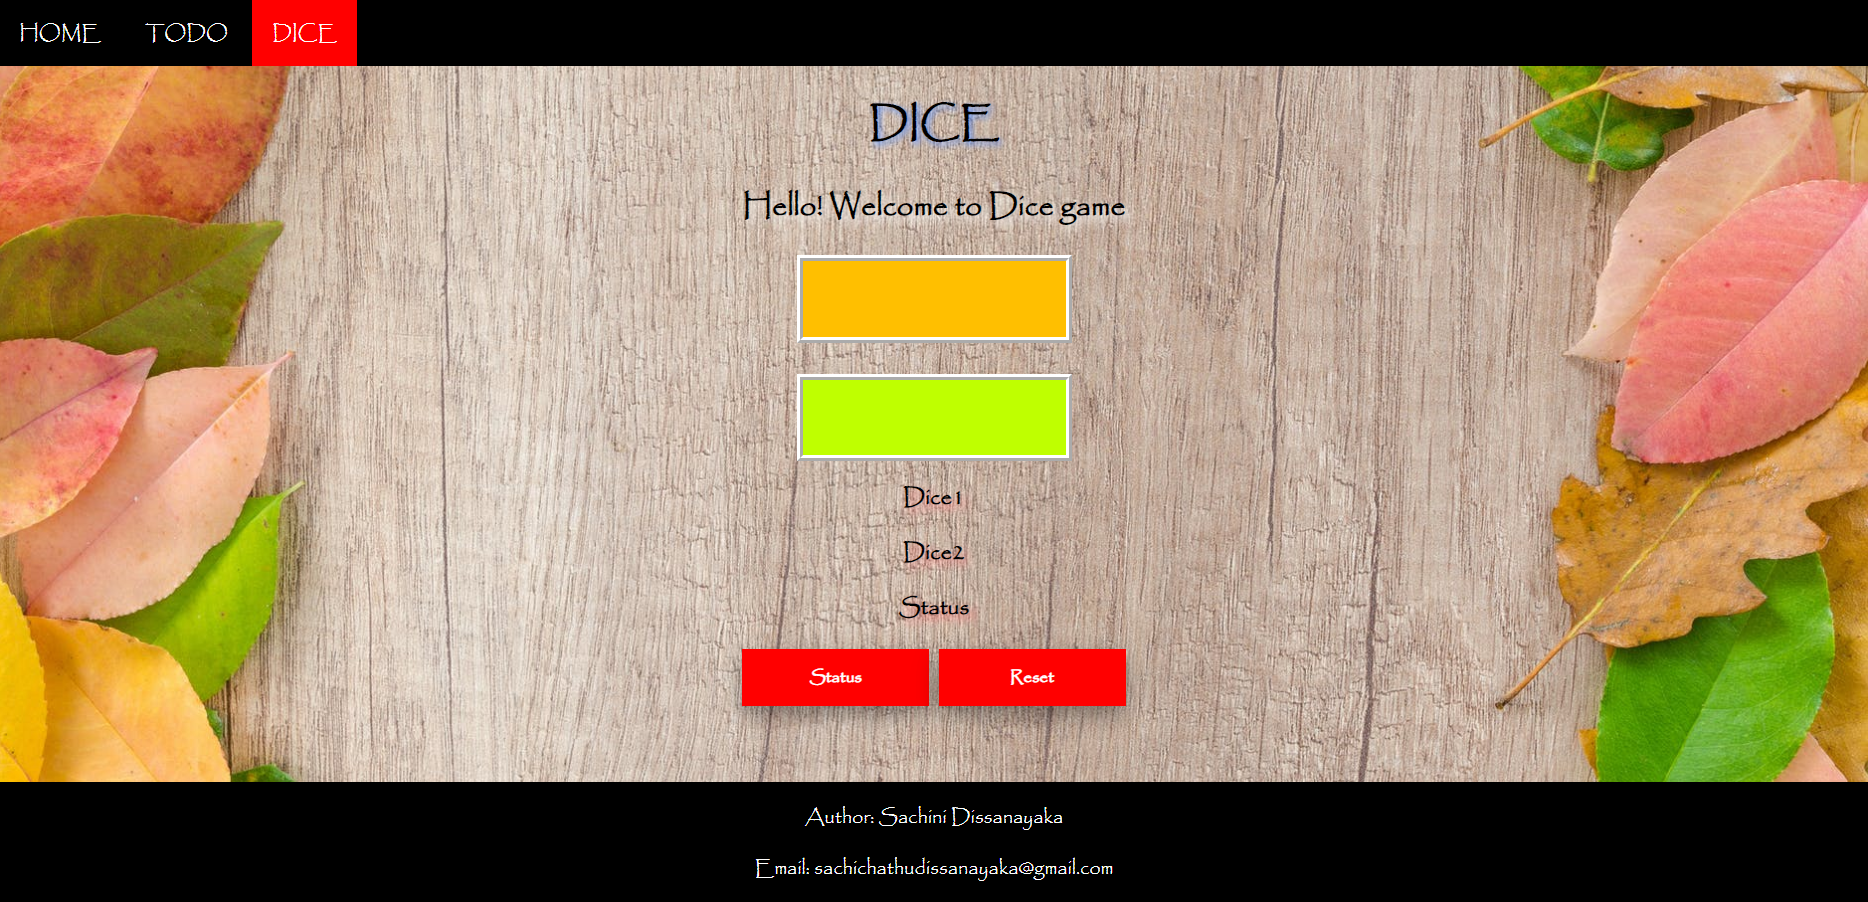 HOME TODO DICE
DICE
Hello! Welcome to Dice game
Dice1
Dice2
Status
Status Reset
Author: Sachini Dissanayaka
Email: sachichathudissanayaka@gmail.com